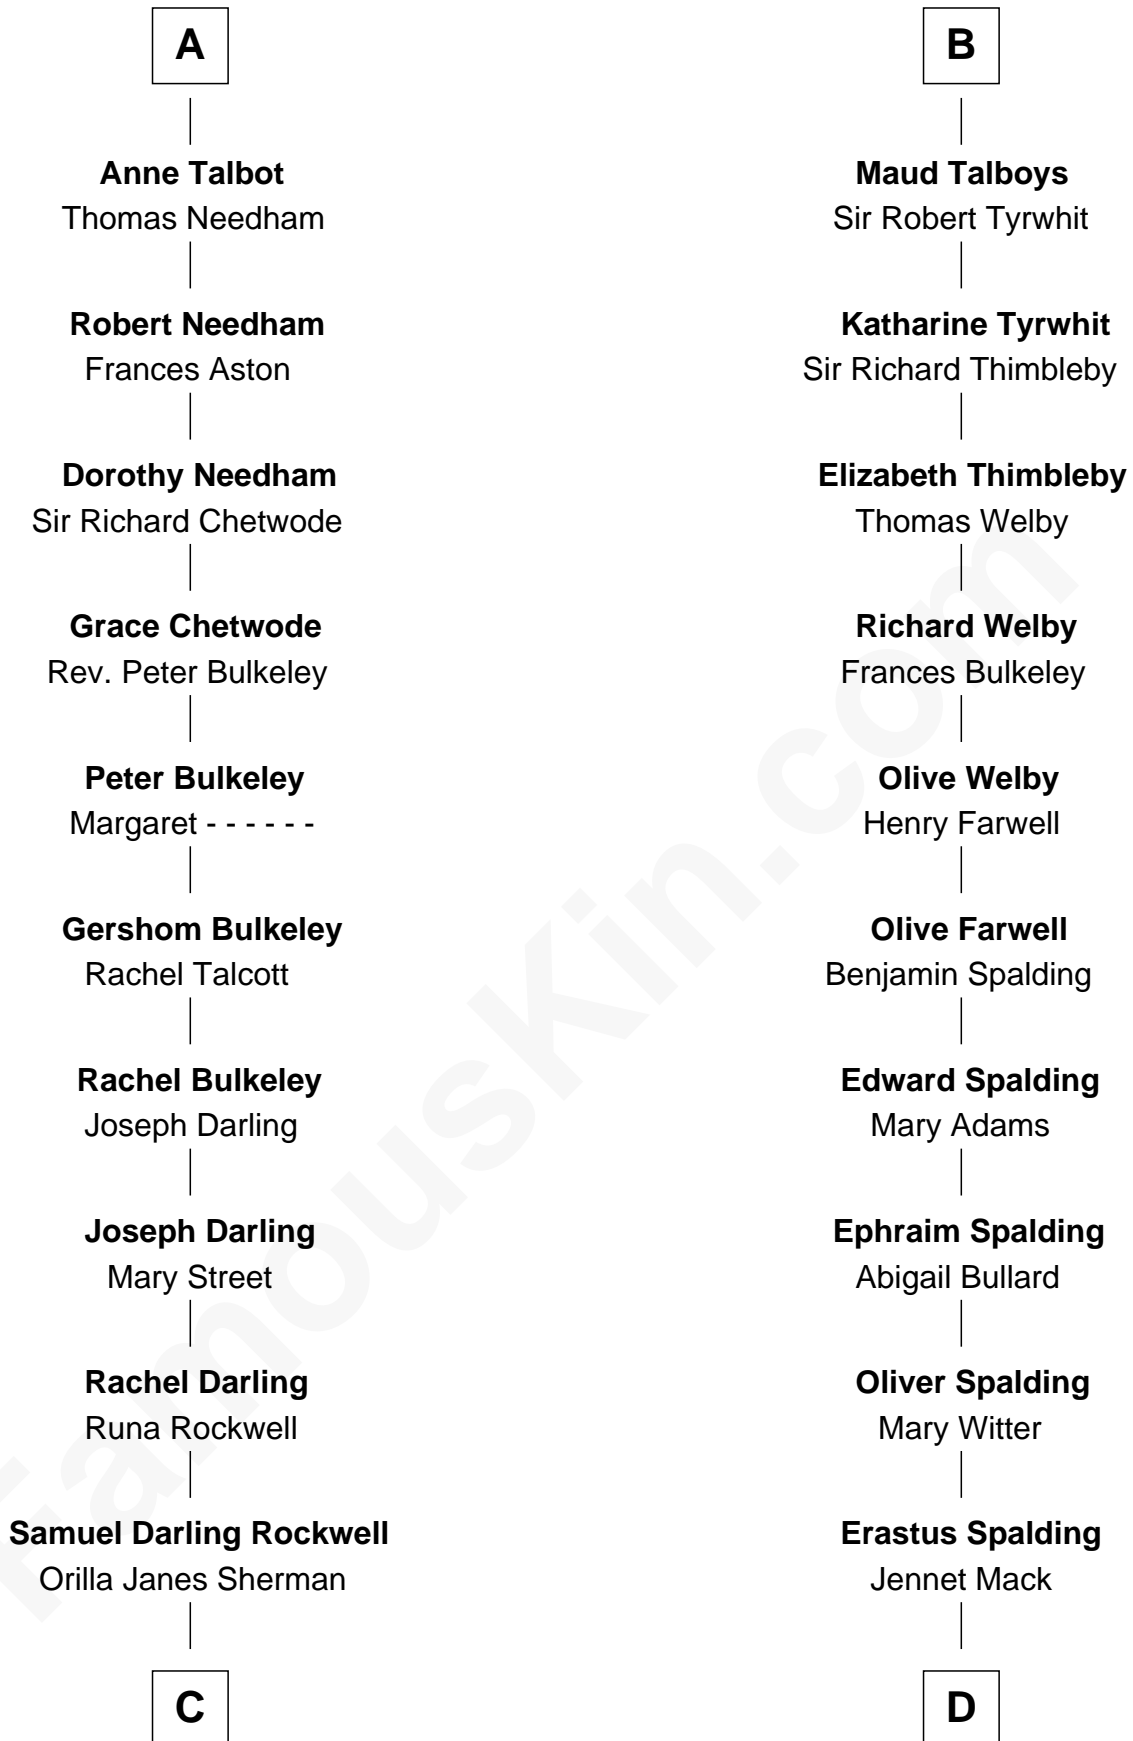 A
Anne Talbot
Thomas Needham
Robert Needham
Frances Aston
Dorothy Needham
Sir Richard Chetwode
Grace Chetwode
Rev. Peter Bulkeley
Peter Bulkeley
Margaret - - - - - -
Gershom Bulkeley
Rachel Talcott
Rachel Bulkeley
Joseph Darling
Joseph Darling
Mary Street
Rachel Darling
Runa Rockwell
Samuel Darling Rockwell
Orilla Janes Sherman
C
B
Maud Talboys
Sir Robert Tyrwhit
Katharine Tyrwhit
Sir Richard Thimbleby
Elizabeth Thimbleby
Thomas Welby
Richard Welby
Frances Bulkeley
Olive Welby
Henry Farwell
Olive Farwell
Benjamin Spalding
Edward Spalding
Mary Adams
Ephraim Spalding
Abigail Bullard
Oliver Spalding
Mary Witter
Erastus Spalding
Jennet Mack
D
FamousKin.com